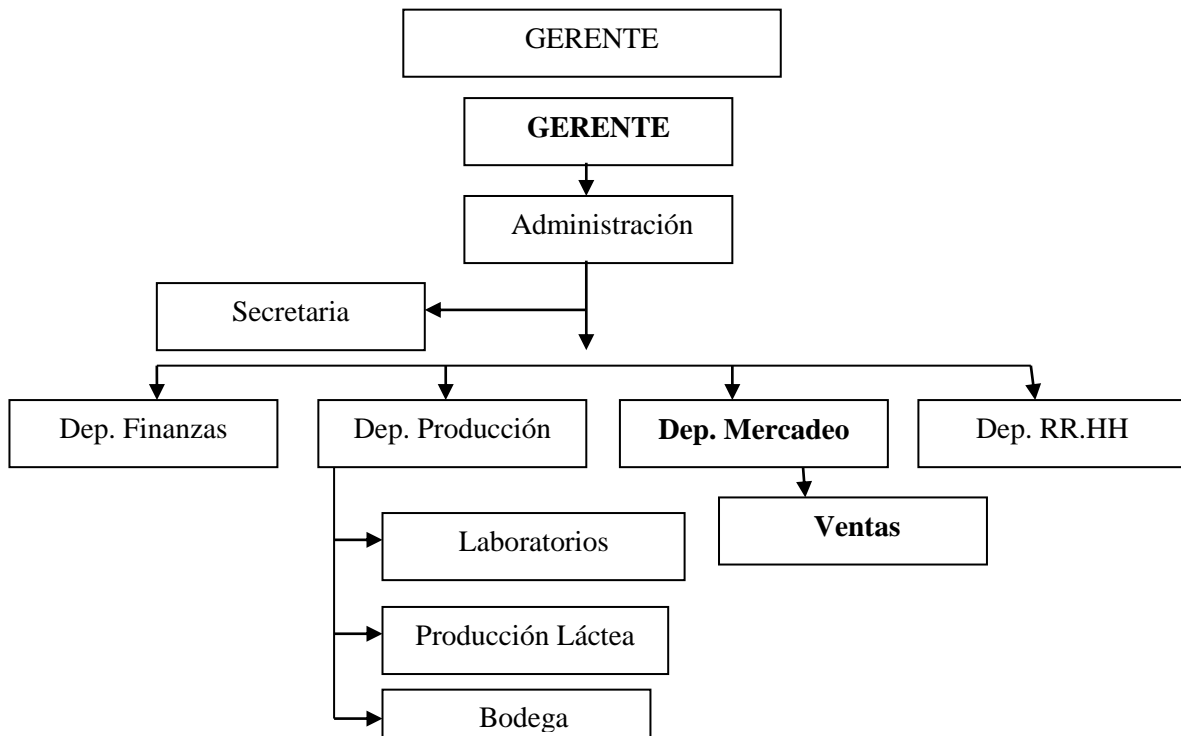 GERENTE
GERENTE
Administración
Secretaria
Dep. Finanzas
Dep. Producción
Dep. Mercadeo
Dep. RR.HH
Ventas
Laboratorios
Producción Láctea
Bodega